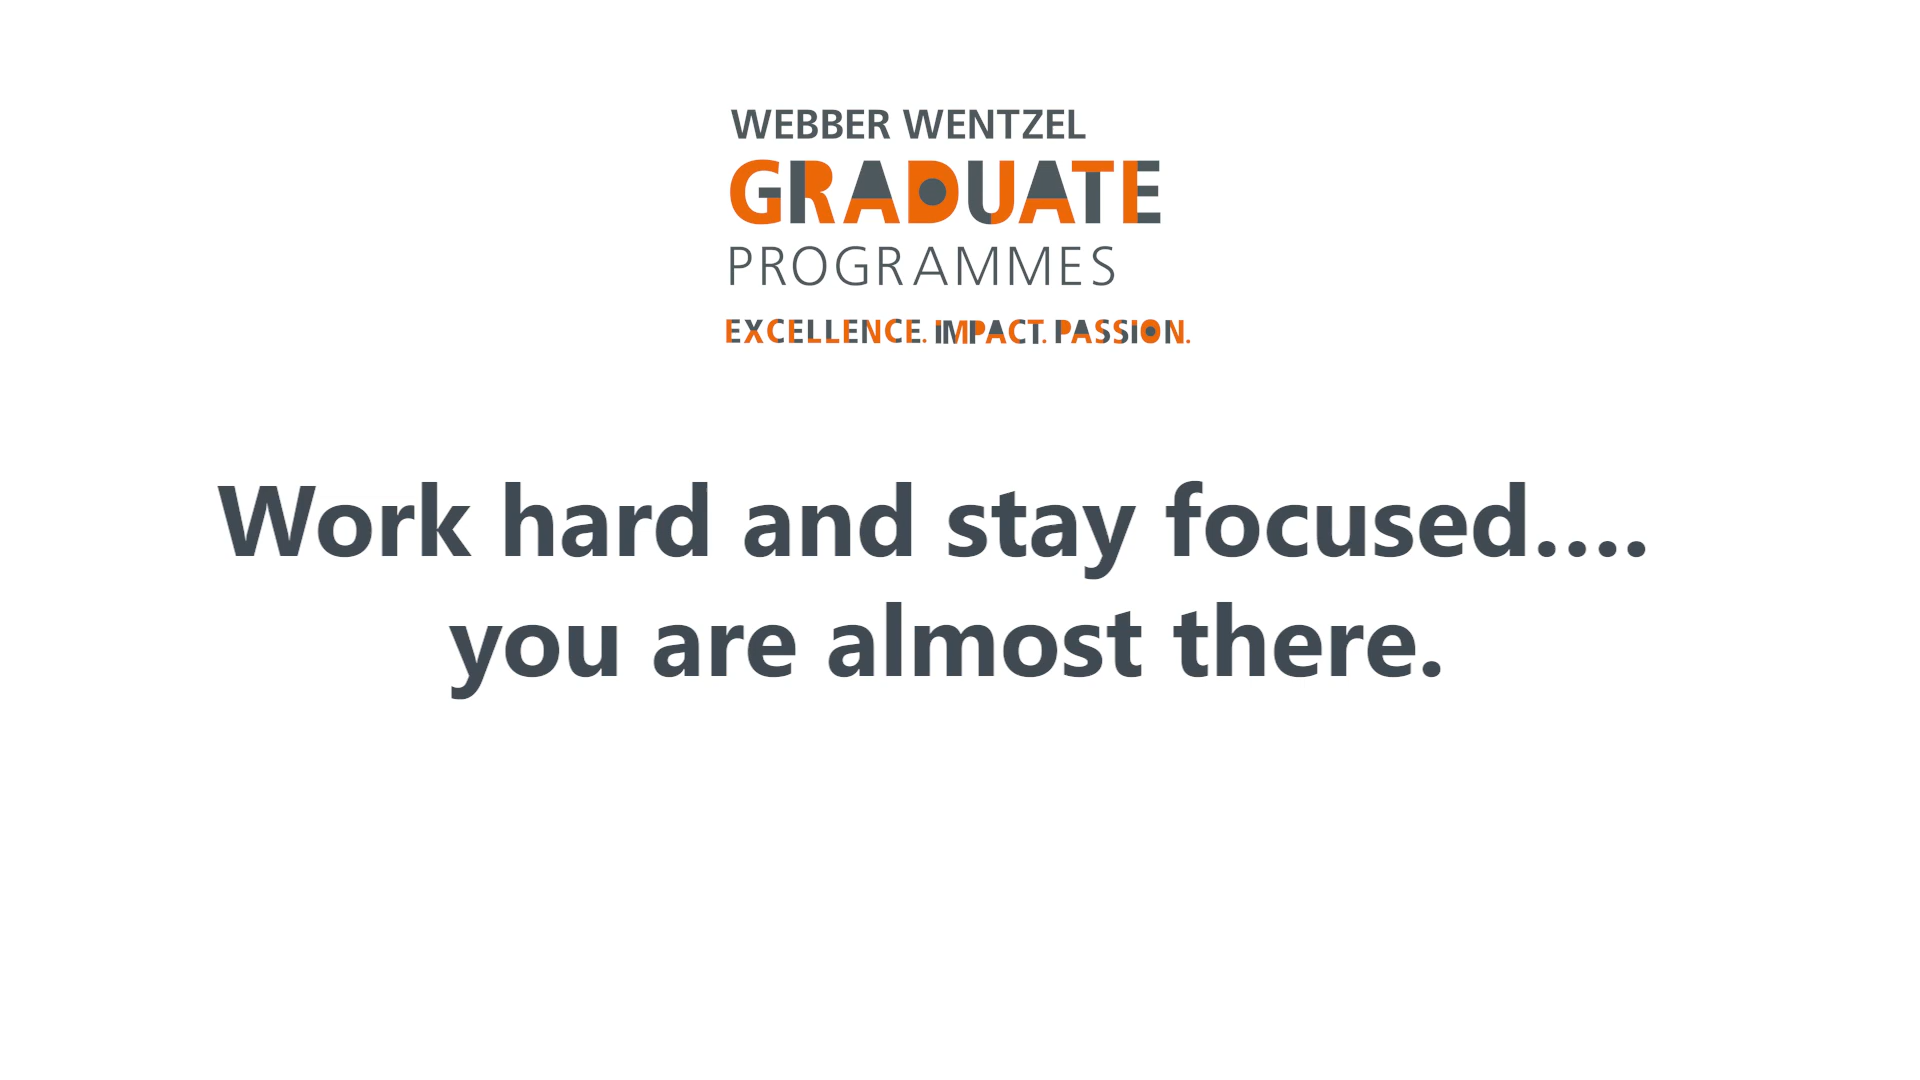 WEBBER WENTZEL
GRADUATE
PROGRAMMES
EXCELLENCE. IMPACT. PASSION.
Work hard and stay focused....
you are almost there.